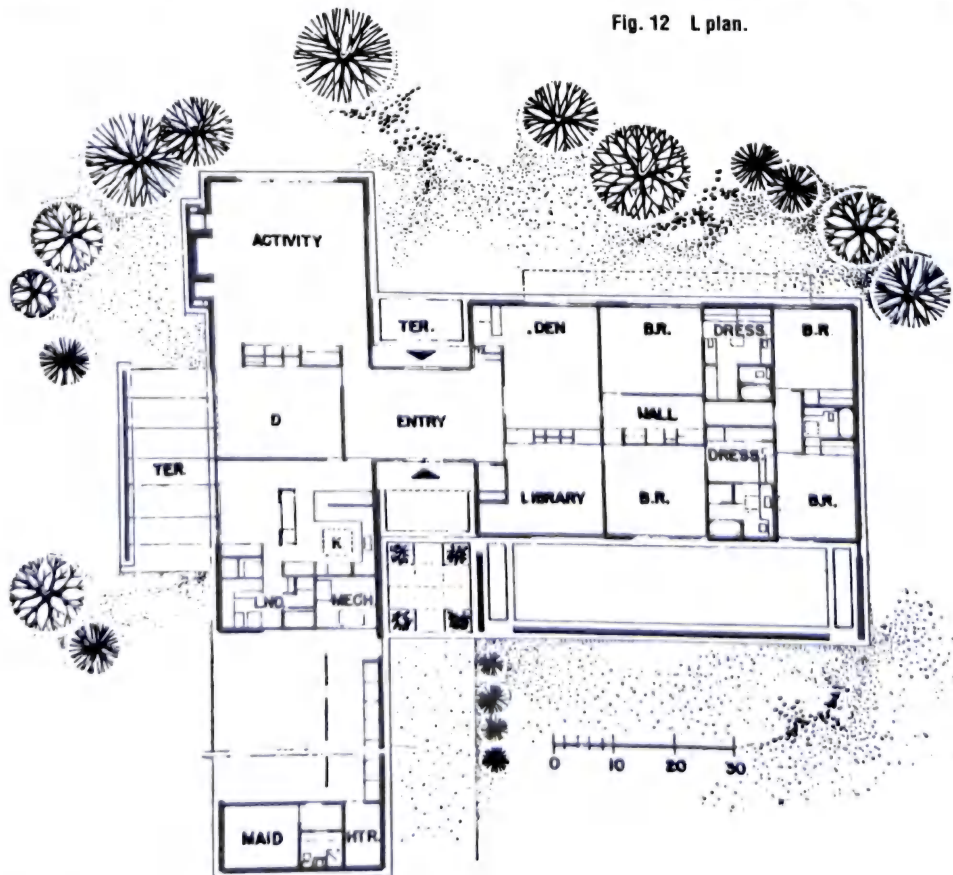 Fig. 12 L plan.
ACTIVITY
TER.
DEN
B.R.
DRESS.
B.R.
D
ENTRY
HALL
TER.
DRESS.
LIBRARY
B.R.
B.R.
K
LND.
MECH.
0 10 20 30
MAID
HTR.